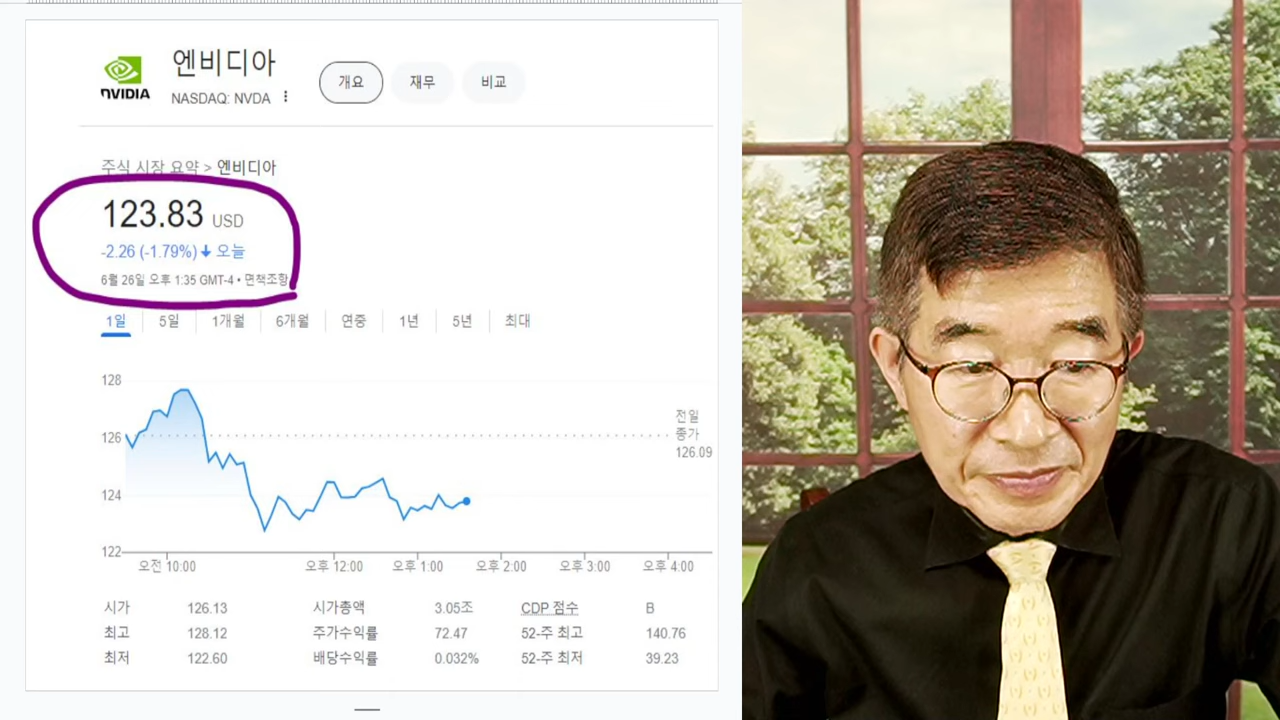 nVIDIA
엔비디아
NASDAQ: NVDA
개요
재무
비교
주식 시장 요약 > 엔비디아
123.83 USD
-2.26 (-1.79%) 오늘
6월 26일 오후 1:35 GMT-4 • 면책조항
1일 5일 1개월 6개월 연중 1년 5년 최대
128
126
124
122
전일
종가
126.09
오전 10:00 오후 12:00 오후 1:00 오후 2:00 오후 3:00 오후 4:00
시가 126.13 시가총액 3.05조 CDP 점수 B
최고 128.12 주가수익률 72.47 52-주 최고 140.76
최저 122.60 배당수익률 0.032% 52-주 최저 39.23